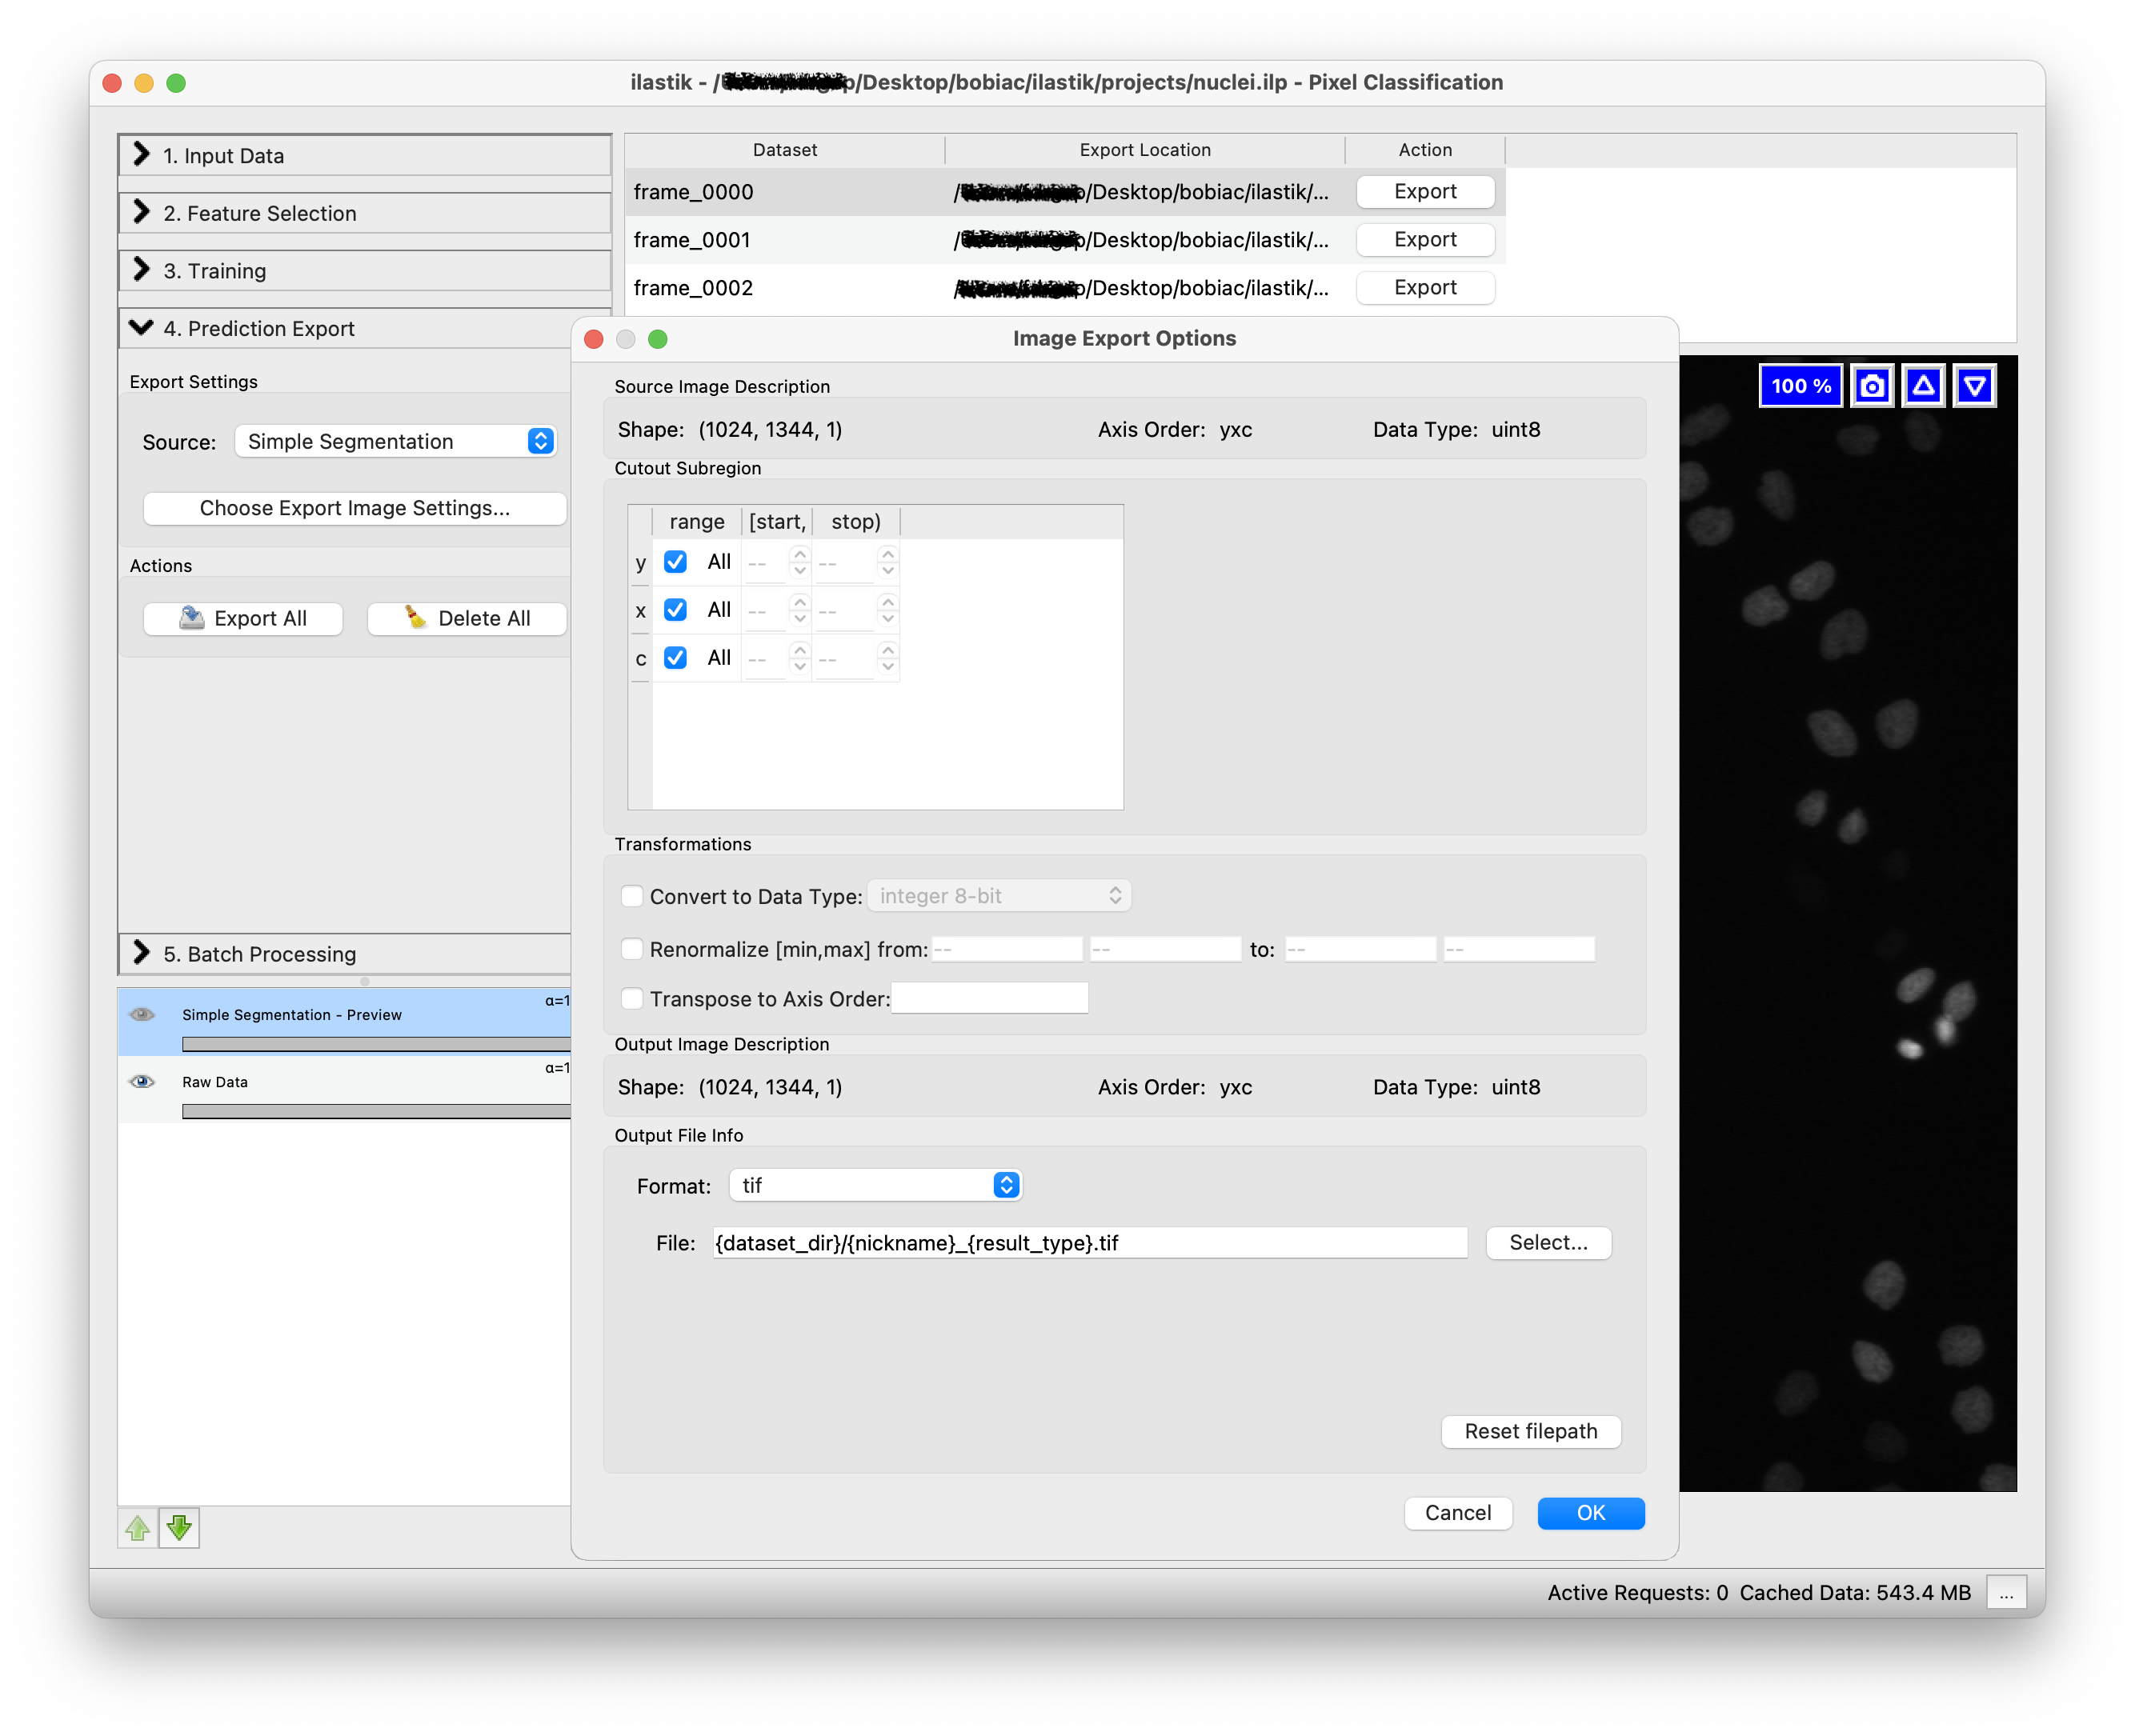 ilastik - / p/Desktop/bobiac/ilastik/projects/nuclei.ilp - Pixel Classification
1. Input Data
2. Feature Selection
3. Training
4. Prediction Export
Export Settings
Source: Simple Segmentation
Choose Export Image Settings...
Actions
Export All Delete All
5. Batch Processing
Simple Segmentation - Preview α=1
Raw Data α=1
Dataset Export Location Action
frame_0000 / /Desktop/bobiac/ilastik/... Export
frame_0001 / /Desktop/bobiac/ilastik/... Export
frame_0002 / /Desktop/bobiac/ilastik/... Export
100 %
Image Export Options
Source Image Description
Shape: (1024, 1344, 1) Axis Order: yxc Data Type: uint8
Cutout Subregion
range [start, stop)
y All -- --
x All -- --
c All -- --
Transformations
Convert to Data Type: integer 8-bit
Renormalize [min,max] from: -- -- to: -- --
Transpose to Axis Order:
Output Image Description
Shape: (1024, 1344, 1) Axis Order: yxc Data Type: uint8
Output File Info
Format: tif
File: {dataset_dir}/{nickname}_{result_type}.tif Select...
Reset filepath
Cancel OK
Active Requests: 0 Cached Data: 543.4 MB ...